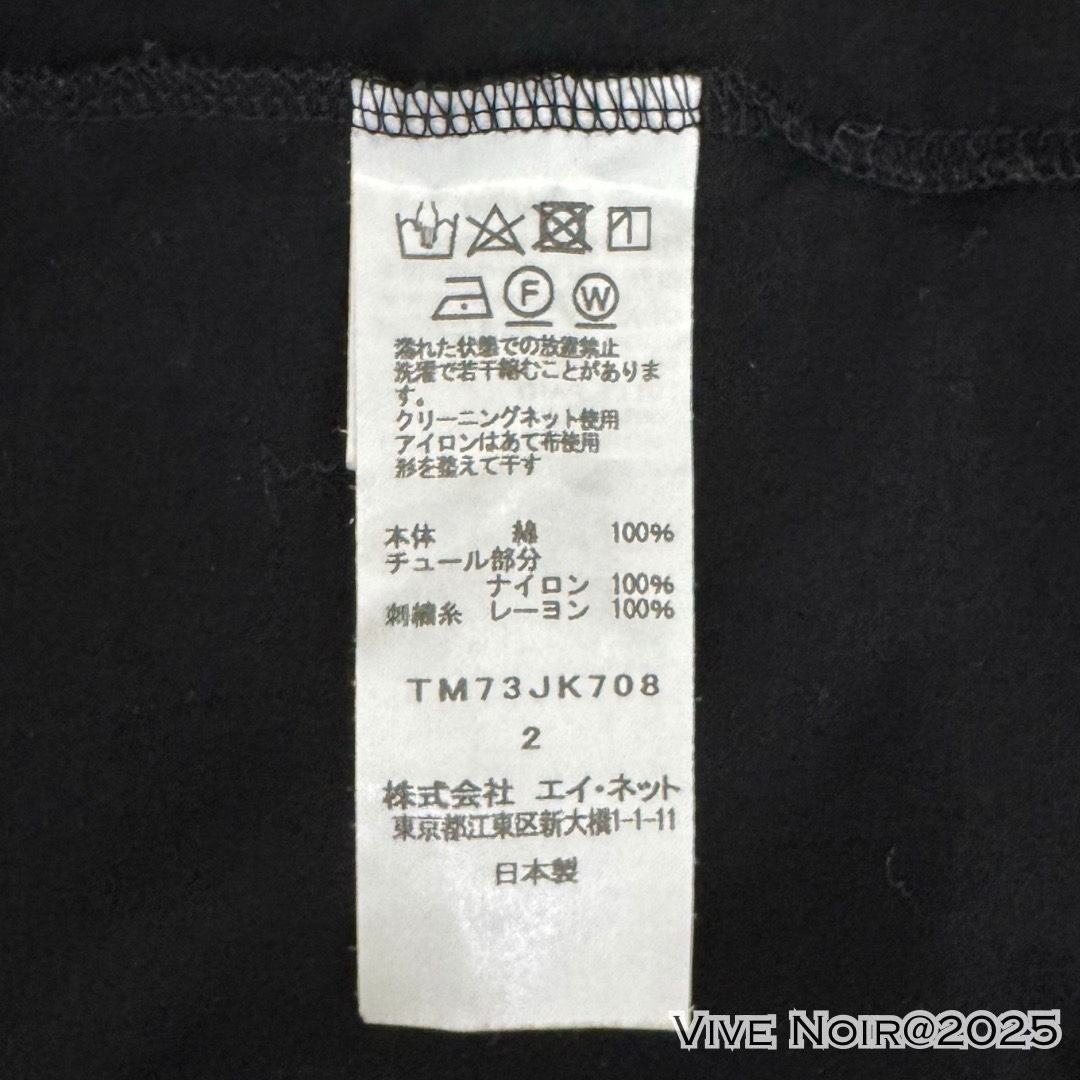 F W
濡れた状態での放置禁止
洗濯で若干縮むことがありま
す。
クリーニングネット使用
アイロンはあて布使用
形を整えて干す
本体 綿 100%
チュール部分
ナイロン 100%
刺繍糸 レーヨン 100%
TM73JK708
2
株式会社 エイ・ネット
東京都江東区新大橋1-1-11
日本製
VIVE NOIR@2025